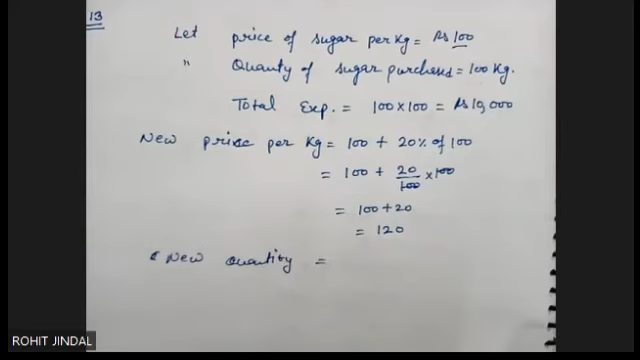 13
Let price of sugar per Kg = Rs 100
" Quanty of sugar purchend = 100 Kg.
Total Exp. = 100 x 100 = Rs 10,000
New price per Kg = 100 + 20% of 100
= 100 + 20/100 x 100
= 100 + 20
= 120
New Quantity =
ROHIT JINDAL